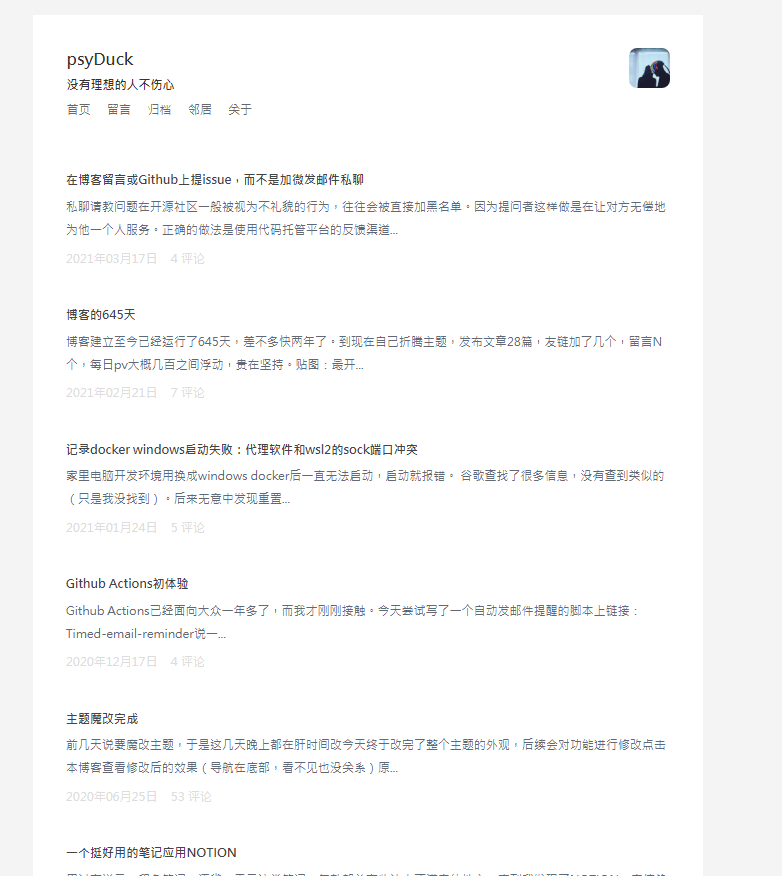 psyDuck
没有理想的人不伤心
首页 留言 归档 邻居 关于
在博客留言或Github上提issue，而不是加微发邮件私聊
私聊请教问题在开源社区一般被视为不礼貌的行为，往往会被直接加黑名单。因为提问者这样做是在让对方无偿地
为他一个人服务。正确的做法是使用代码托管平台的反馈渠道...
2021年03月17日 4 评论
博客的645天
博客建立至今已经运行了645天，差不多快两年了。到现在自己折腾主题，发布文章28篇，友链加了几个，留言N
个，每日pv大概几百之间浮动，贵在坚持。贴图：最开...
2021年02月21日 7 评论
记录docker windows启动失败：代理软件和wsl2的sock端口冲突
家里电脑开发环境用换成windows docker后一直无法启动，启动就报错。 谷歌查找了很多信息，没有查到类似的
（只是我没找到）。后来无意中发现重置...
2021年01月24日 5 评论
Github Actions初体验
Github Actions已经面向大众一年多了，而我才刚刚接触。今天尝试写了一个自动发邮件提醒的脚本上链接：
Timed-email-reminder说一...
2020年12月17日 4 评论
主题魔改完成
前几天说要魔改主题，于是这几天晚上都在肝时间改今天终于改完了整个主题的外观，后续会对功能进行修改点击
本博客查看修改后的效果（导航在底部，看不见也没关系）原...
2020年06月25日 53 评论
一个挺好用的笔记应用NOTION